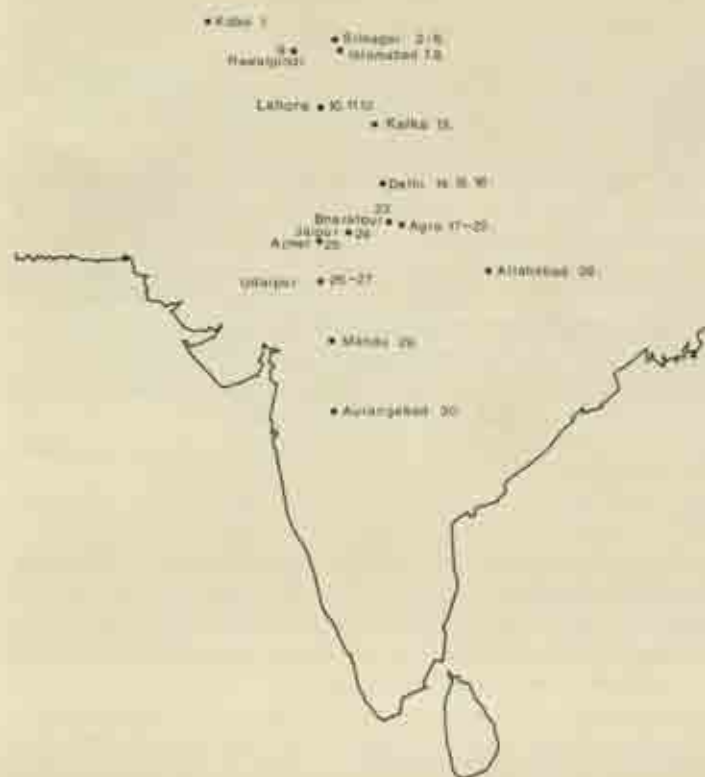 Kabul 1
Srinagar 2-6.
9
Rawalpindi
Islamabad 7.8.
Lahore 10.11.12
Kalka 13.
Delhi 14. 15. 16.
23
Bharatpur
Agra 17-22.
Jaipur 24
Ajmer 25
Udaipur 26-27
Allahabad 28.
Mandu 29.
Aurangabad 30.